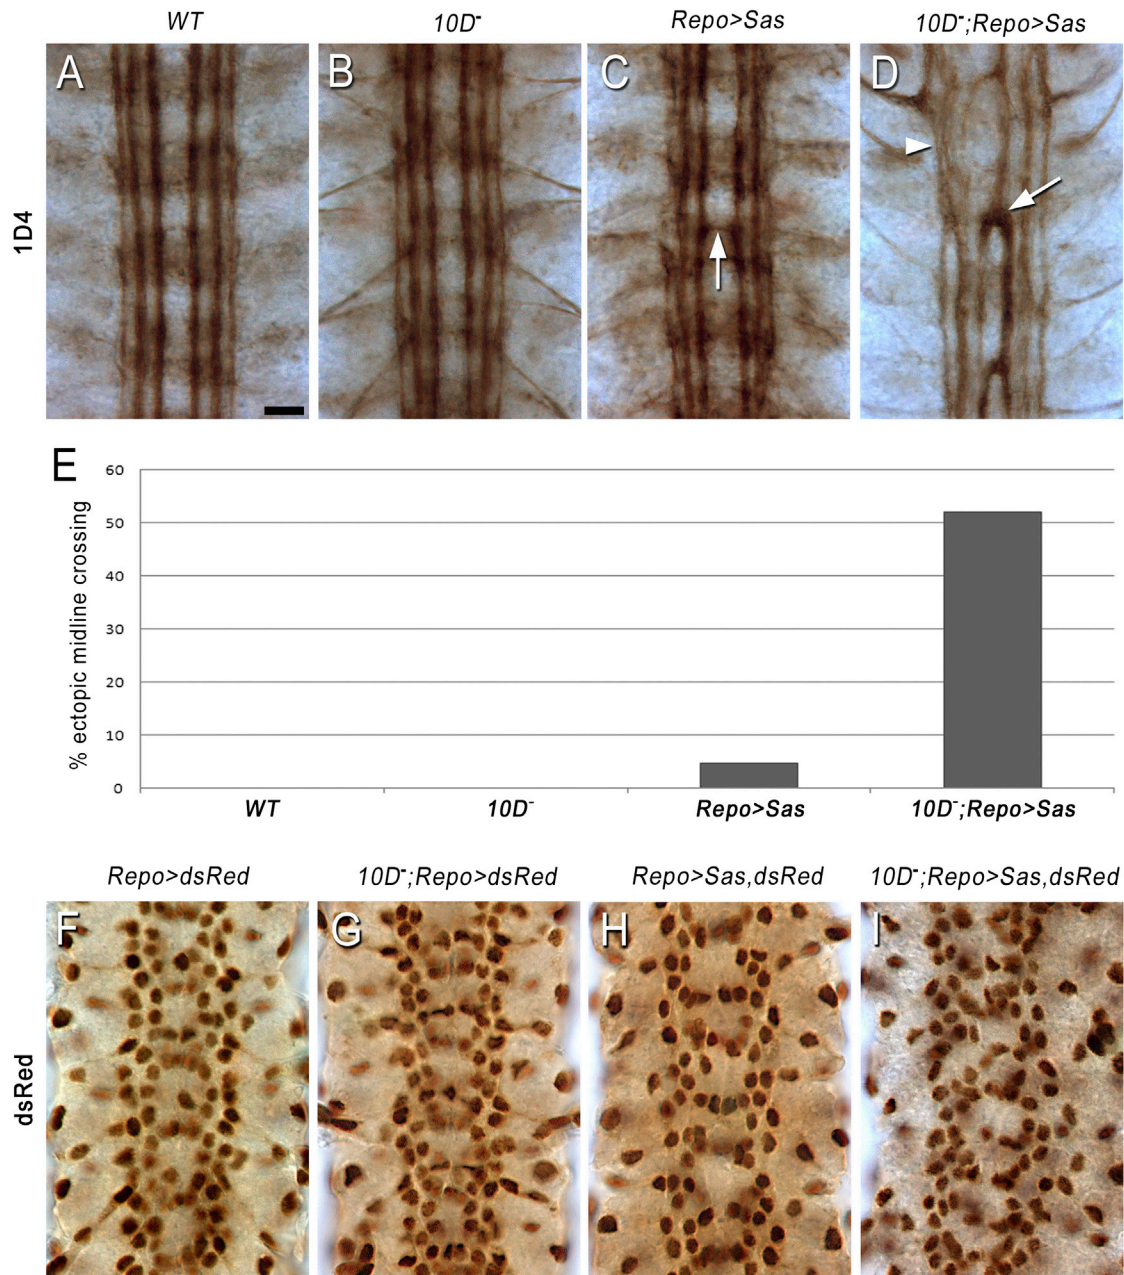 WT 10D⁻ Repo>Sas 10D⁻;Repo>Sas
A B C D
1D4
E
% ectopic midline crossing
60
50
40
30
20
10
0
WT 10D⁻ Repo>Sas 10D⁻;Repo>Sas
Repo>dsRed 10D⁻;Repo>dsRed Repo>Sas,dsRed 10D⁻;Repo>Sas,dsRed
F G H I
dsRed